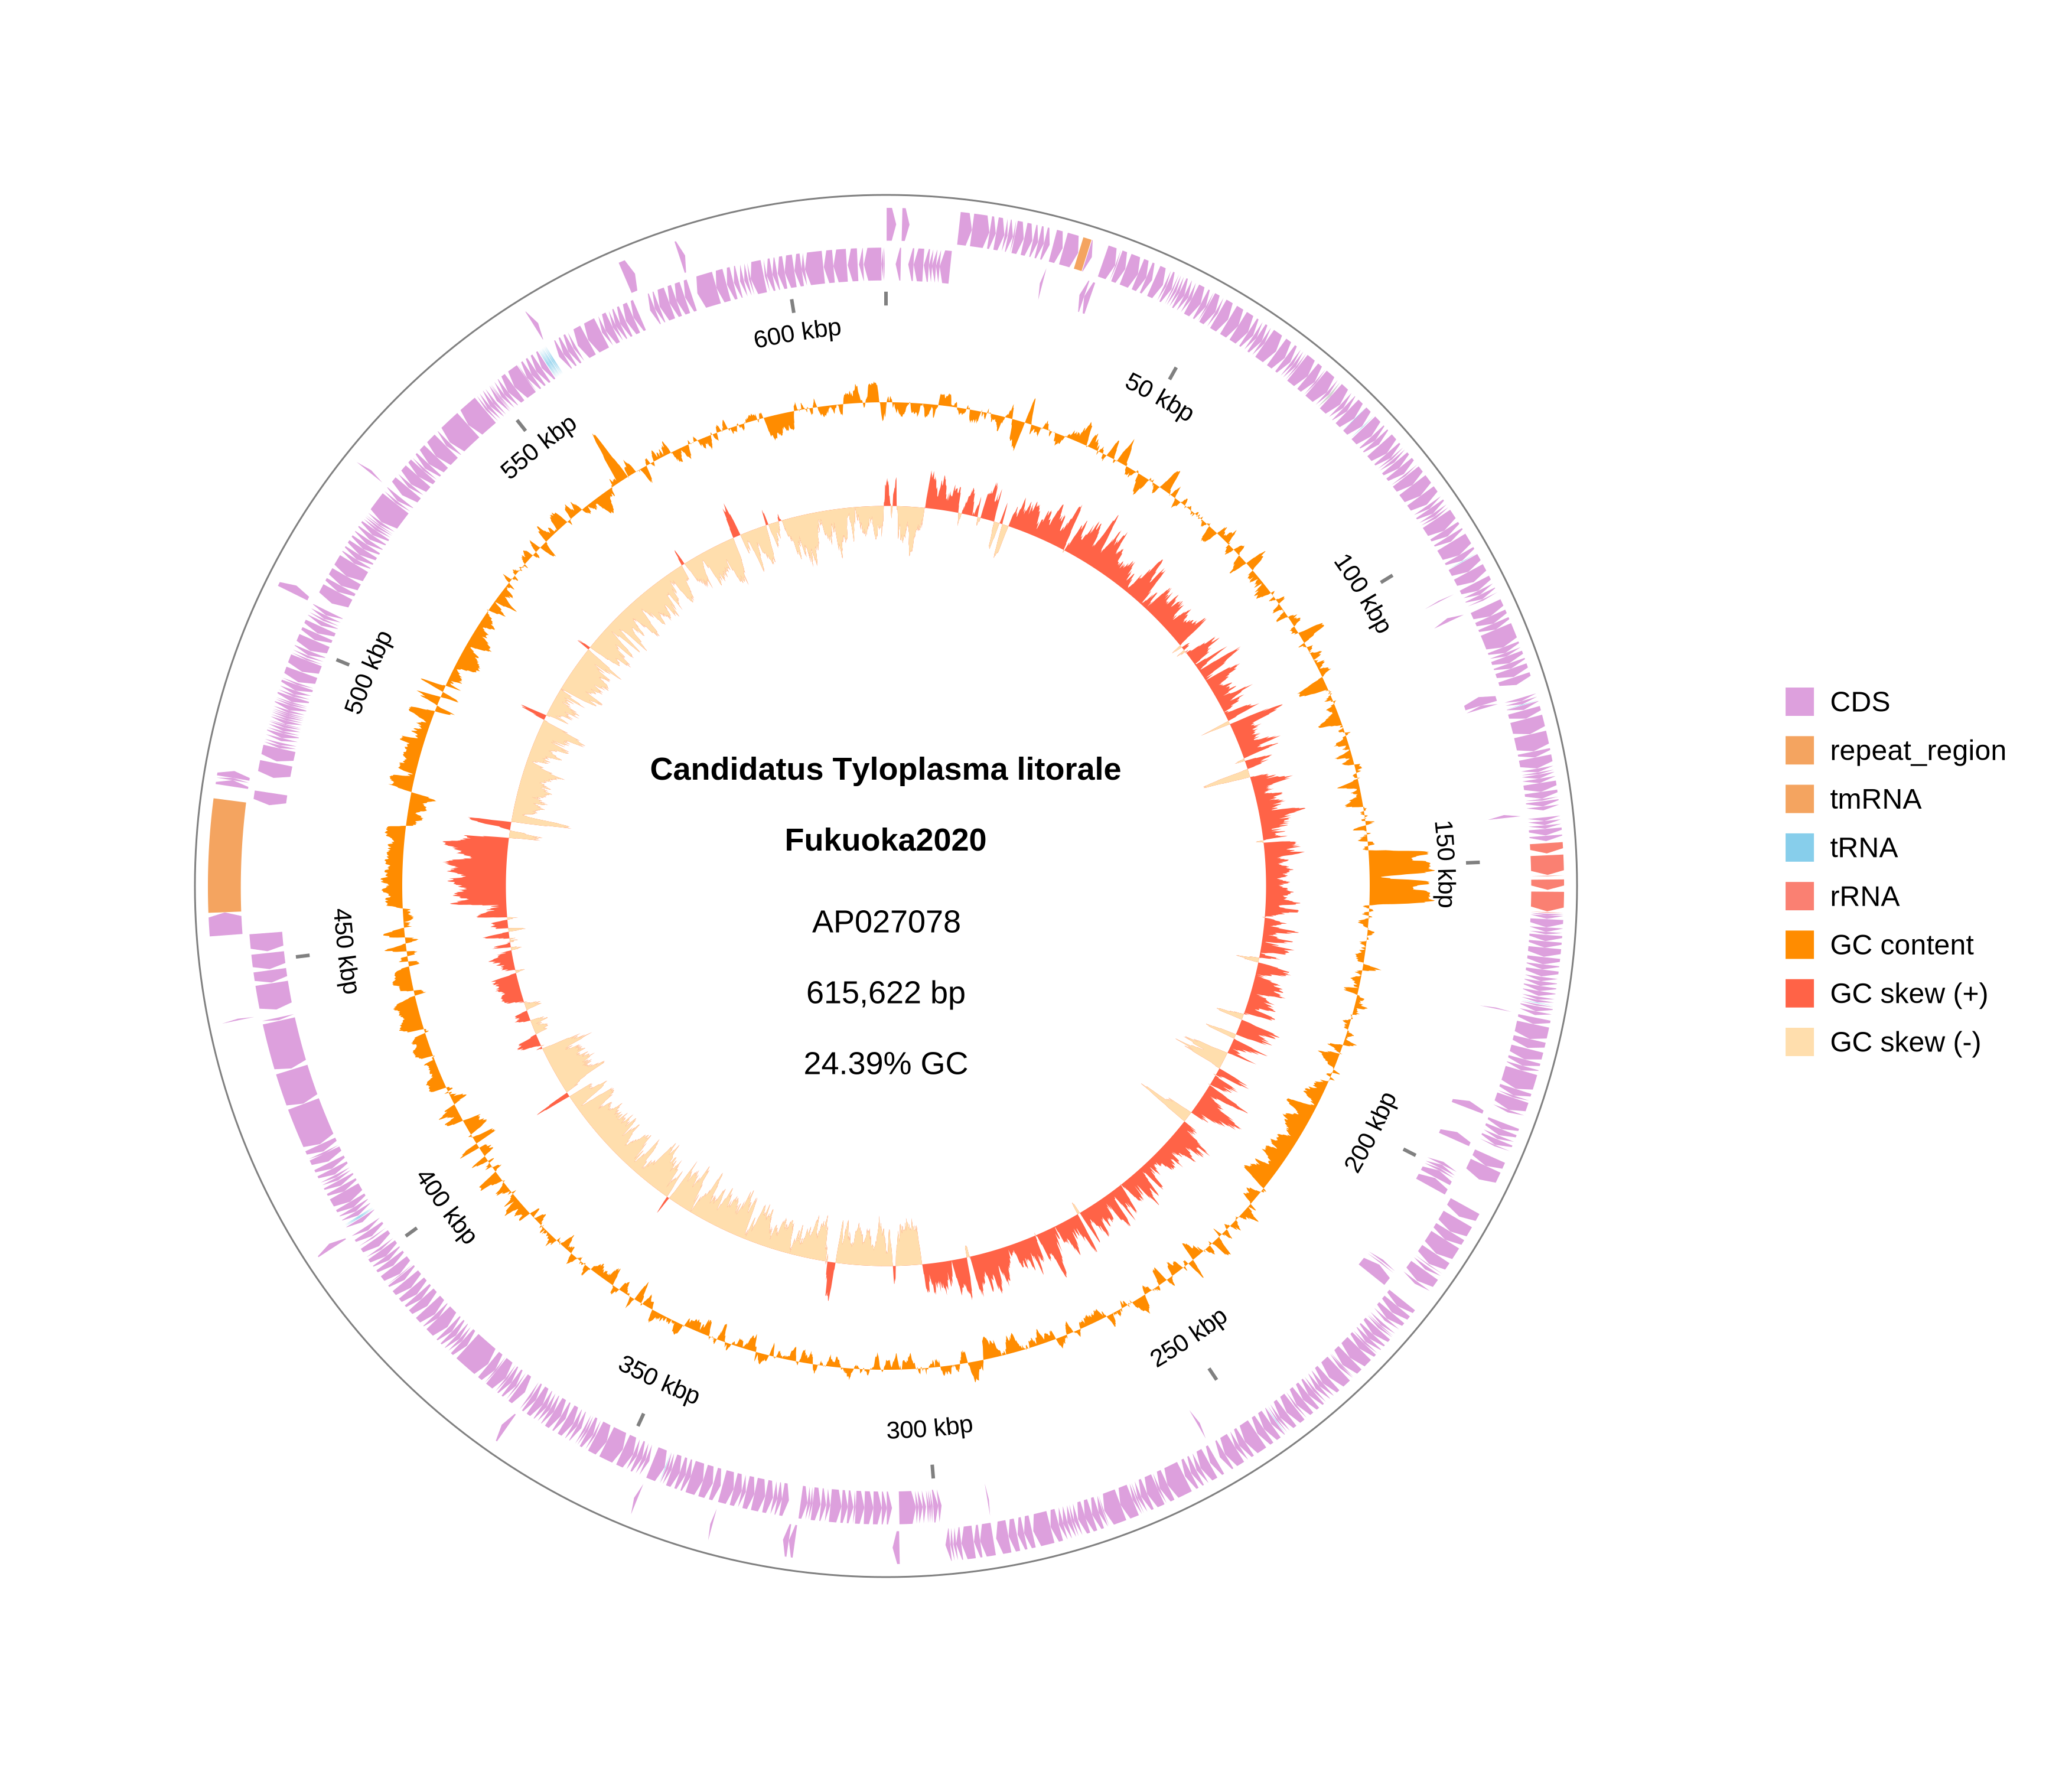 600 kbp
50 kbp
550 kbp
100 kbp
500 kbp
150 kbp
450 kbp
200 kbp
400 kbp
250 kbp
350 kbp
300 kbp
Candidatus Tyloplasma litorale
Fukuoka2020
AP027078
615,622 bp
24.39% GC
CDS
repeat_region
tmRNA
tRNA
rRNA
GC content
GC skew (+)
GC skew (-)